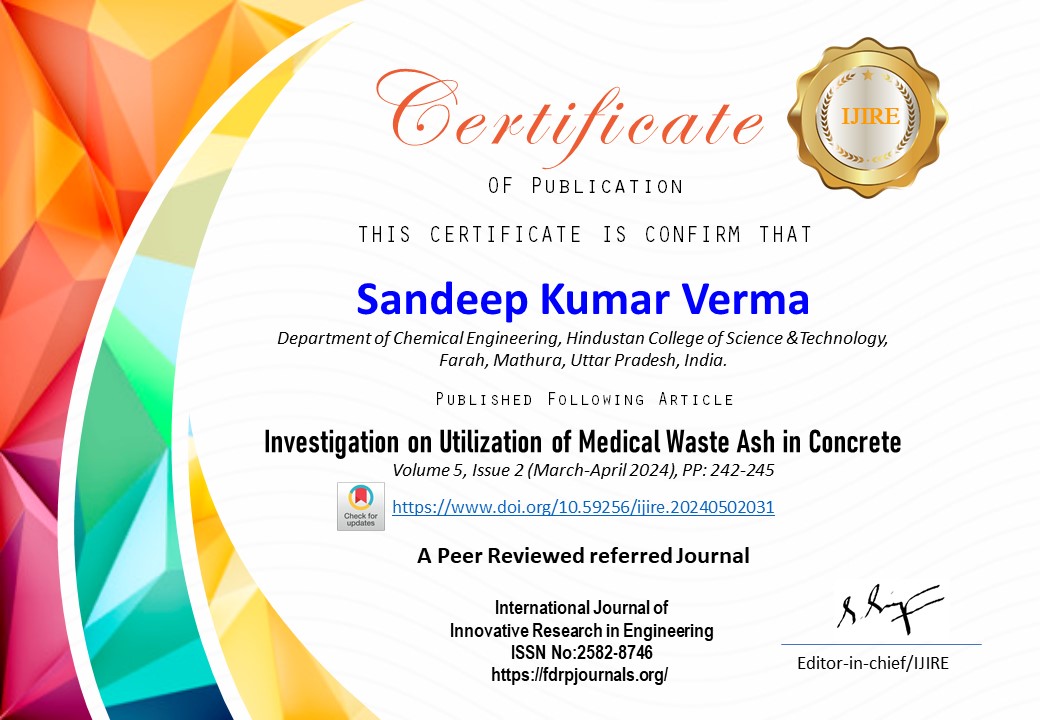 Certificate
IJIRE
OF PUBLICATION
THIS CERTIFICATE IS CONFIRM THAT
Sandeep Kumar Verma
Department of Chemical Engineering, Hindustan College of Science &Technology,
Farah, Mathura, Uttar Pradesh, India.
PUBLISHED FOLLOWING ARTICLE
Investigation on Utilization of Medical Waste Ash in Concrete
Volume 5, Issue 2 (March-April 2024), PP: 242-245
Check for
updates
https://www.doi.org/10.59256/ijire.20240502031
A Peer Reviewed referred Journal
International Journal of
Innovative Research in Engineering
ISSN No:2582-8746
https://fdrpjournals.org/
Editor-in-chief/IJIRE